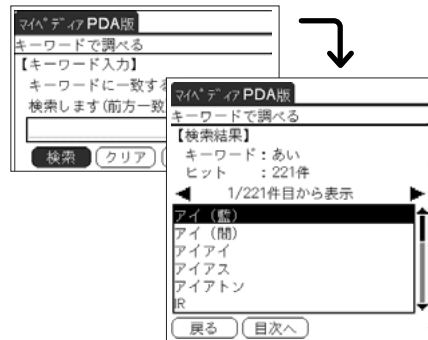 マイペディア PDA版
キーワードで調べる
【キーワード入力】
キーワードに一致する
検索します(前方一致
検索 クリア
マイペディア PDA版
キーワードで調べる
【検索結果】
キーワード：あい
ヒット ：221件
1/221件目から表示
アイ（藍）
アイ（閻）
アイアイ
アイアス
アイアトン
IR
戻る 目次へ